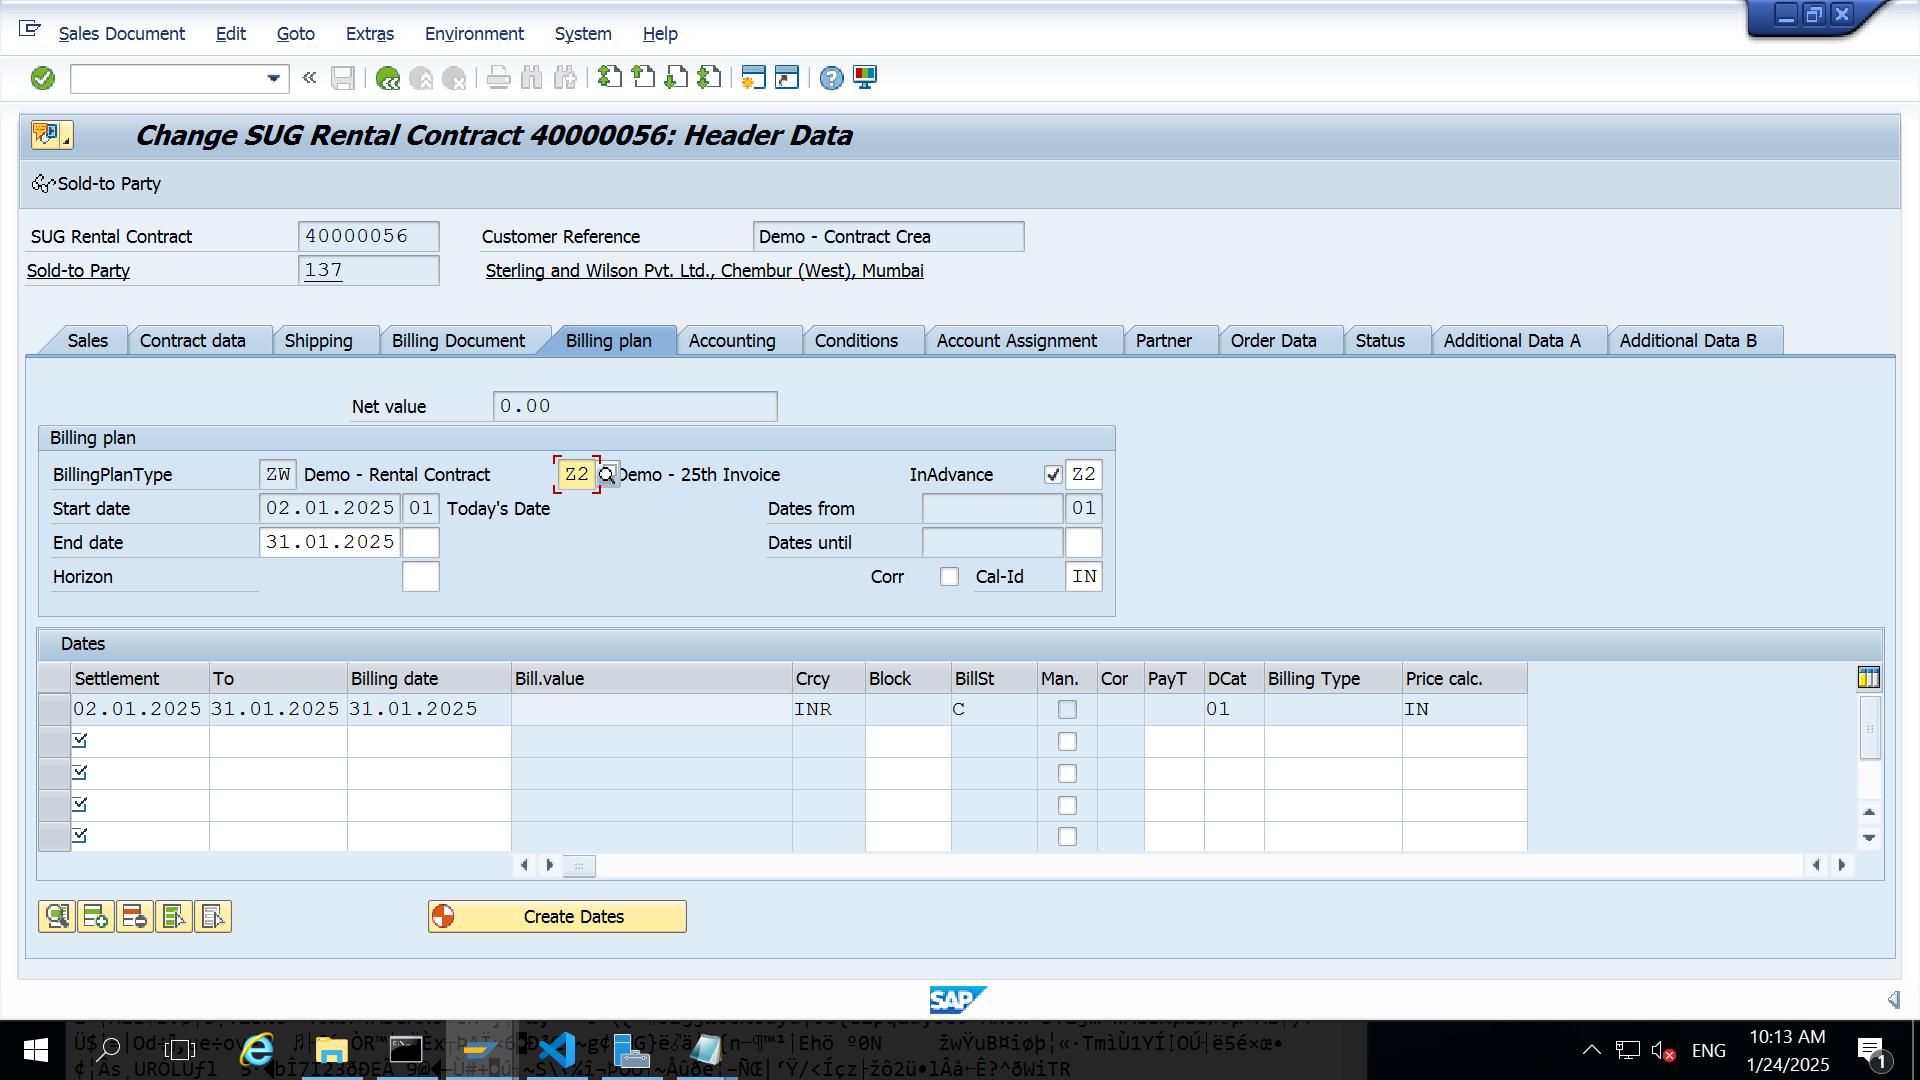 Sales Document Edit Goto Extras Environment System Help
Change SUG Rental Contract 40000056: Header Data
Sold-to Party
SUG Rental Contract 40000056 Customer Reference Demo - Contract Crea
Sold-to Party 137 Sterling and Wilson Pvt. Ltd., Chembur (West), Mumbai
Sales Contract data Shipping Billing Document Billing plan Accounting Conditions Account Assignment Partner Order Data Status Additional Data A Additional Data B
Net value 0.00
Billing plan
BillingPlanType ZW Demo - Rental Contract Z2 Demo - 25th Invoice InAdvance Z2
Start date 02.01.2025 01 Today's Date Dates from 01
End date 31.01.2025 Dates until
Horizon Corr Cal-Id IN
Dates
Settlement To Billing date Bill.value Crcy Block BillSt Man. Cor PayT DCat Billing Type Price calc.
02.01.2025 31.01.2025 31.01.2025 INR C 01 IN
Create Dates
SAP
ENG
10:13 AM
1/24/2025
1